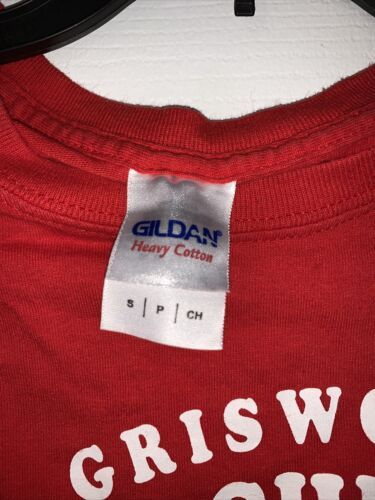 GILDAN
Heavy Cotton
S | P | CH
GRISWO